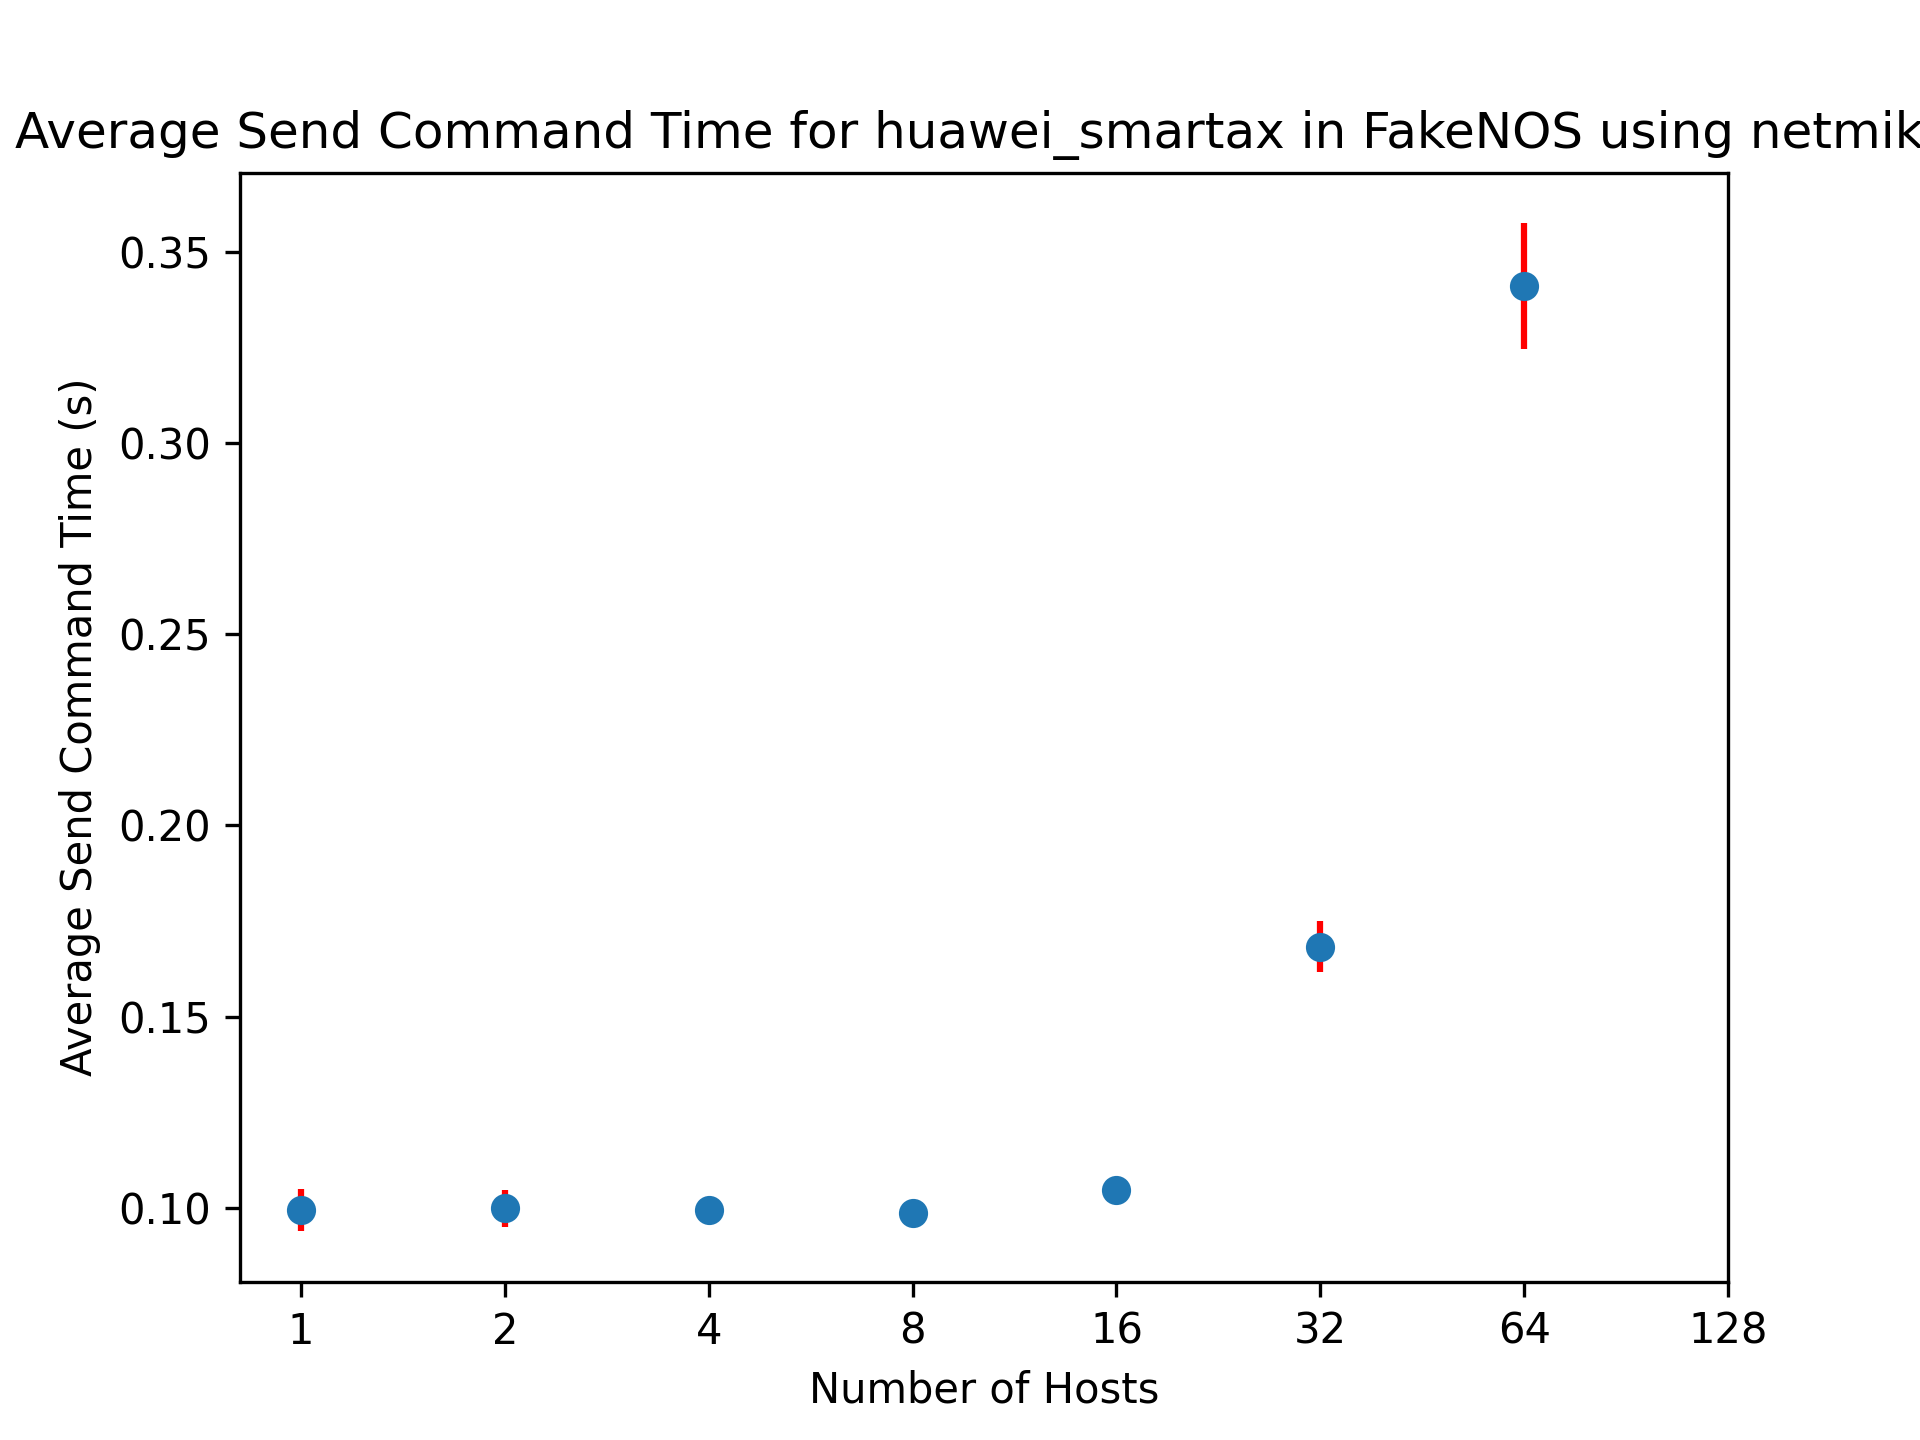 Average Send Command Time for huawei_smartax in FakeNOS using netmik
Average Send Command Time (s)
0.35
0.30
0.25
0.20
0.15
0.10
1 2 4 8 16 32 64 128
Number of Hosts